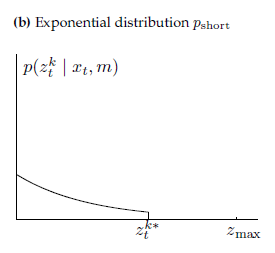 (b) Exponential distribution p_short
p(z_t^k | x_t, m)
z_t^{k*}
z_max